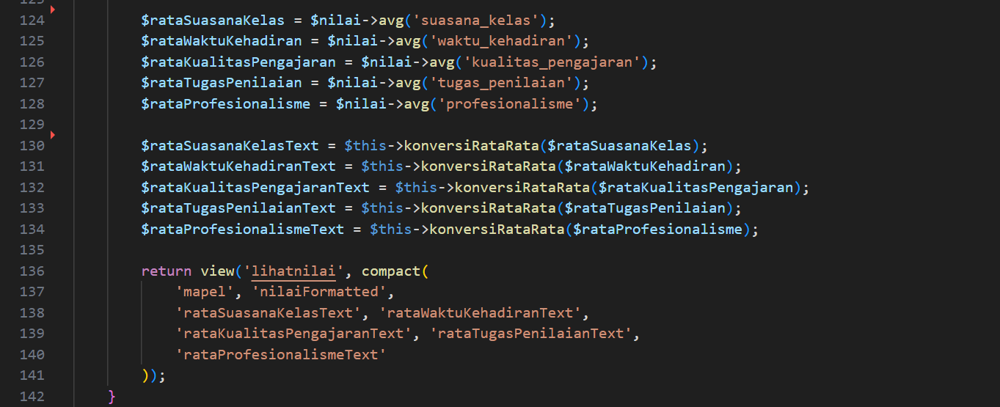 123
124 $rataSuasanaKelas = $nilai->avg('suasana_kelas');
125 $rataWaktuKehadiran = $nilai->avg('waktu_kehadiran');
126 $rataKualitasPengajaran = $nilai->avg('kualitas_pengajaran');
127 $rataTugasPenilaian = $nilai->avg('tugas_penilaian');
128 $rataProfesionalisme = $nilai->avg('profesionalisme');
129
130 $rataSuasanaKelasText = $this->konversiRataRata($rataSuasanaKelas);
131 $rataWaktuKehadiranText = $this->konversiRataRata($rataWaktuKehadiran);
132 $rataKualitasPengajaranText = $this->konversiRataRata($rataKualitasPengajaran);
133 $rataTugasPenilaianText = $this->konversiRataRata($rataTugasPenilaian);
134 $rataProfesionalismeText = $this->konversiRataRata($rataProfesionalisme);
135
136 return view('lihatnilai', compact(
137 'mapel', 'nilaiFormatted',
138 'rataSuasanaKelasText', 'rataWaktuKehadiranText',
139 'rataKualitasPengajaranText', 'rataTugasPenilaianText',
140 'rataProfesionalismeText'
141 ));
142 }